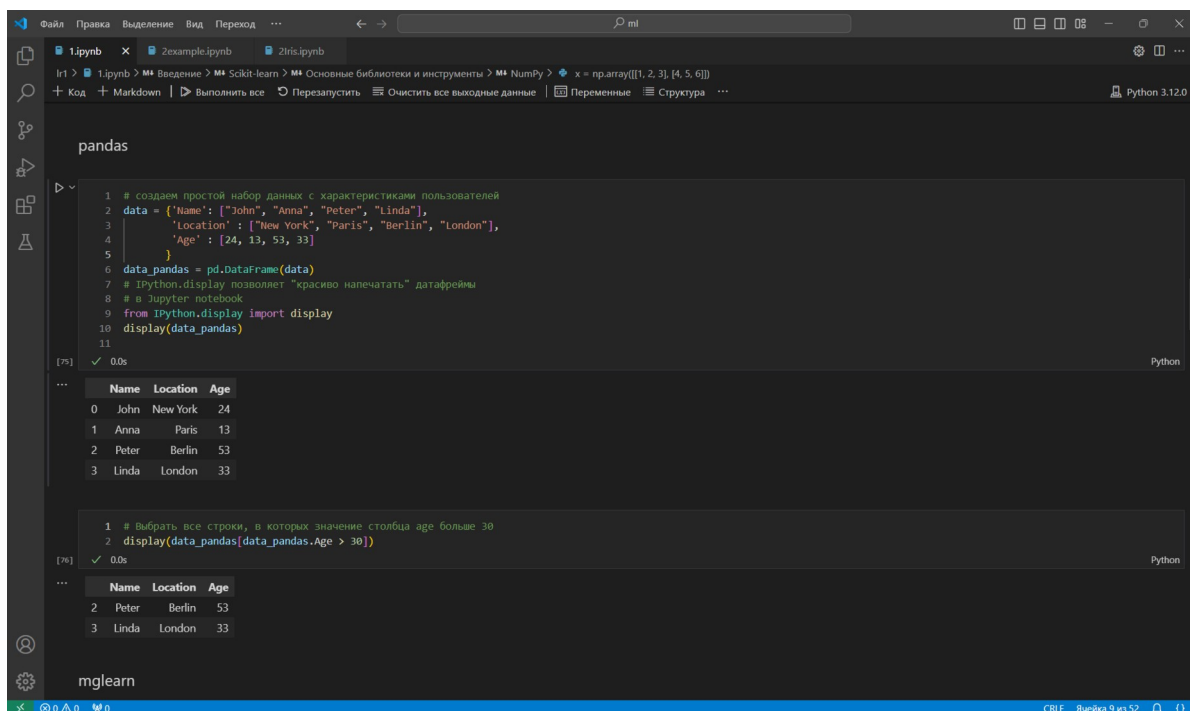 Файл Правка Выделение Вид Переход ··· ml
1.ipynb 2example.ipynb 2Iris.ipynb
lr1 > 1.ipynb > M↓ Введение > M↓ Scikit-learn > M↓ Основные библиотеки и инструменты > M↓ NumPy > x = np.array([[1, 2, 3], [4, 5, 6]])
+ Код + Markdown | Выполнить все Перезапустить Очистить все выходные данные | Переменные Структура ··· Python 3.12.0
pandas
1 # создаем простой набор данных с характеристиками пользователей
2 data = {'Name': ["John", "Anna", "Peter", "Linda"],
3 'Location' : ["New York", "Paris", "Berlin", "London"],
4 'Age' : [24, 13, 53, 33]
5 }
6 data_pandas = pd.DataFrame(data)
7 # IPython.display позволяет "красиво напечатать" датафреймы
8 # в Jupyter notebook
9 from IPython.display import display
10 display(data_pandas)
11
[75] ✓ 0.0s Python
··· Name Location Age
0 John New York 24
1 Anna Paris 13
2 Peter Berlin 53
3 Linda London 33
1 # Выбрать все строки, в которых значение столбца age больше 30
2 display(data_pandas[data_pandas.Age > 30])
[76] ✓ 0.0s Python
··· Name Location Age
2 Peter Berlin 53
3 Linda London 33
mglearn
0 0 0 CRLF Ячейка 9 из 52 {}